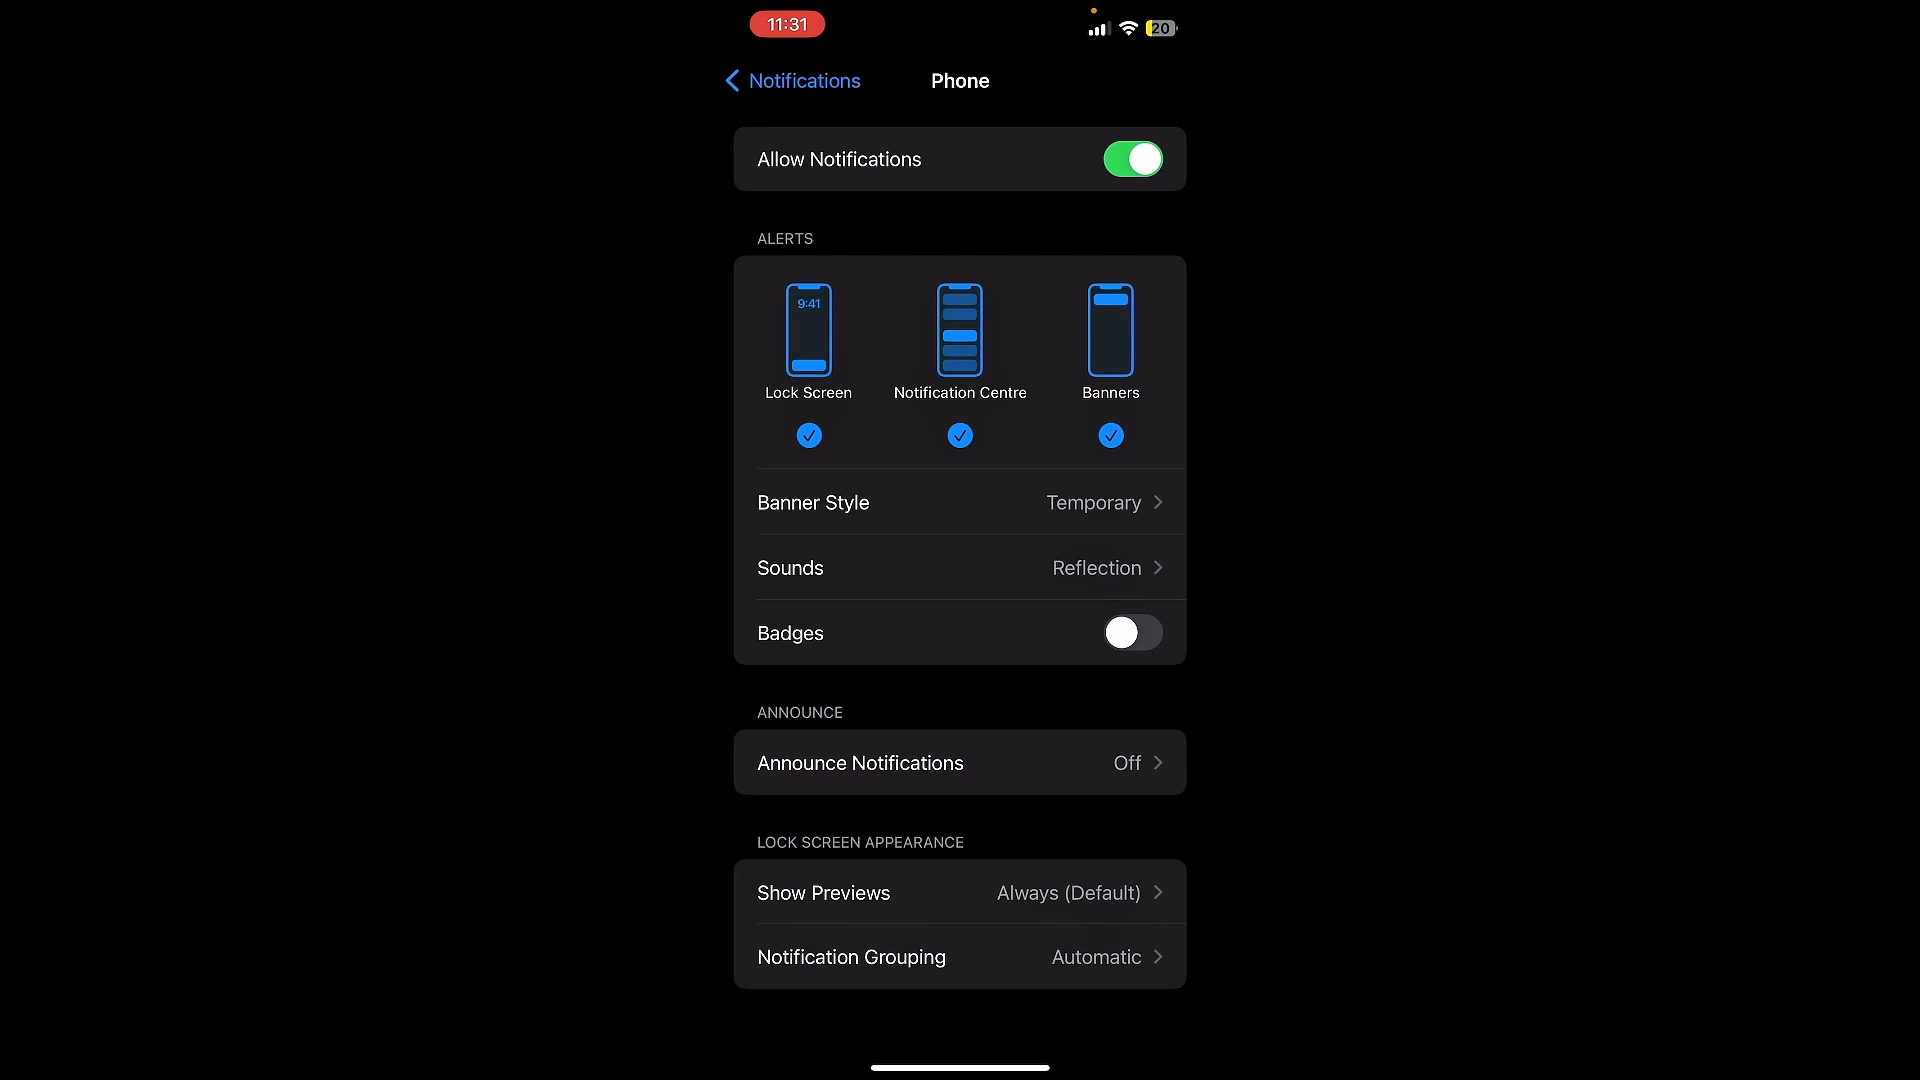 11:31
20
Notifications
Phone
Allow Notifications
ALERTS
9:41
Lock Screen
Notification Centre
Banners
Banner Style
Temporary
Sounds
Reflection
Badges
ANNOUNCE
Announce Notifications
Off
LOCK SCREEN APPEARANCE
Show Previews
Always (Default)
Notification Grouping
Automatic